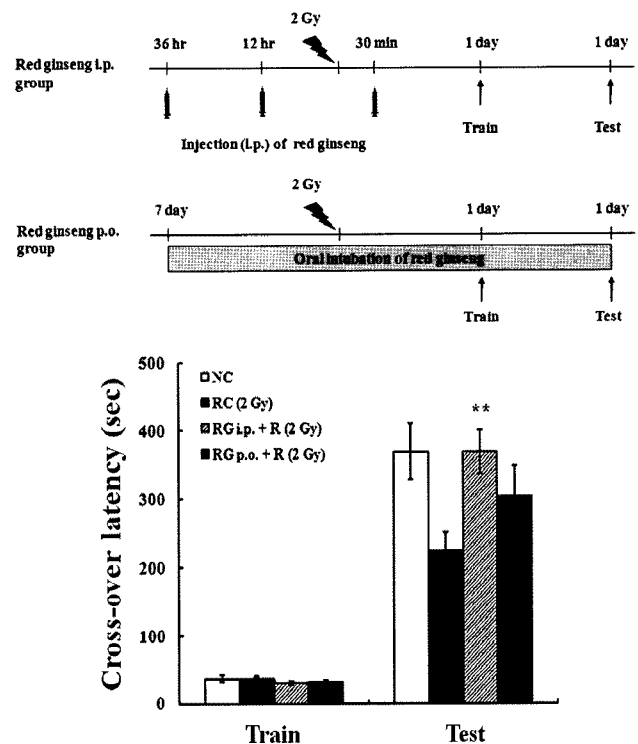 2 Gy
36 hr 12 hr 30 min 1 day 1 day
Red ginseng i.p.
group
Train Test
Injection (i.p.) of red ginseng
2 Gy
7 day 1 day 1 day
Red ginseng p.o.
group
Oral intubation of red ginseng
Train Test
Cross-over latency (sec)
500
400
300
200
100
0
NC
RC (2 Gy)
RG i.p. + R (2 Gy)
RG p.o. + R (2 Gy)
**
Train Test